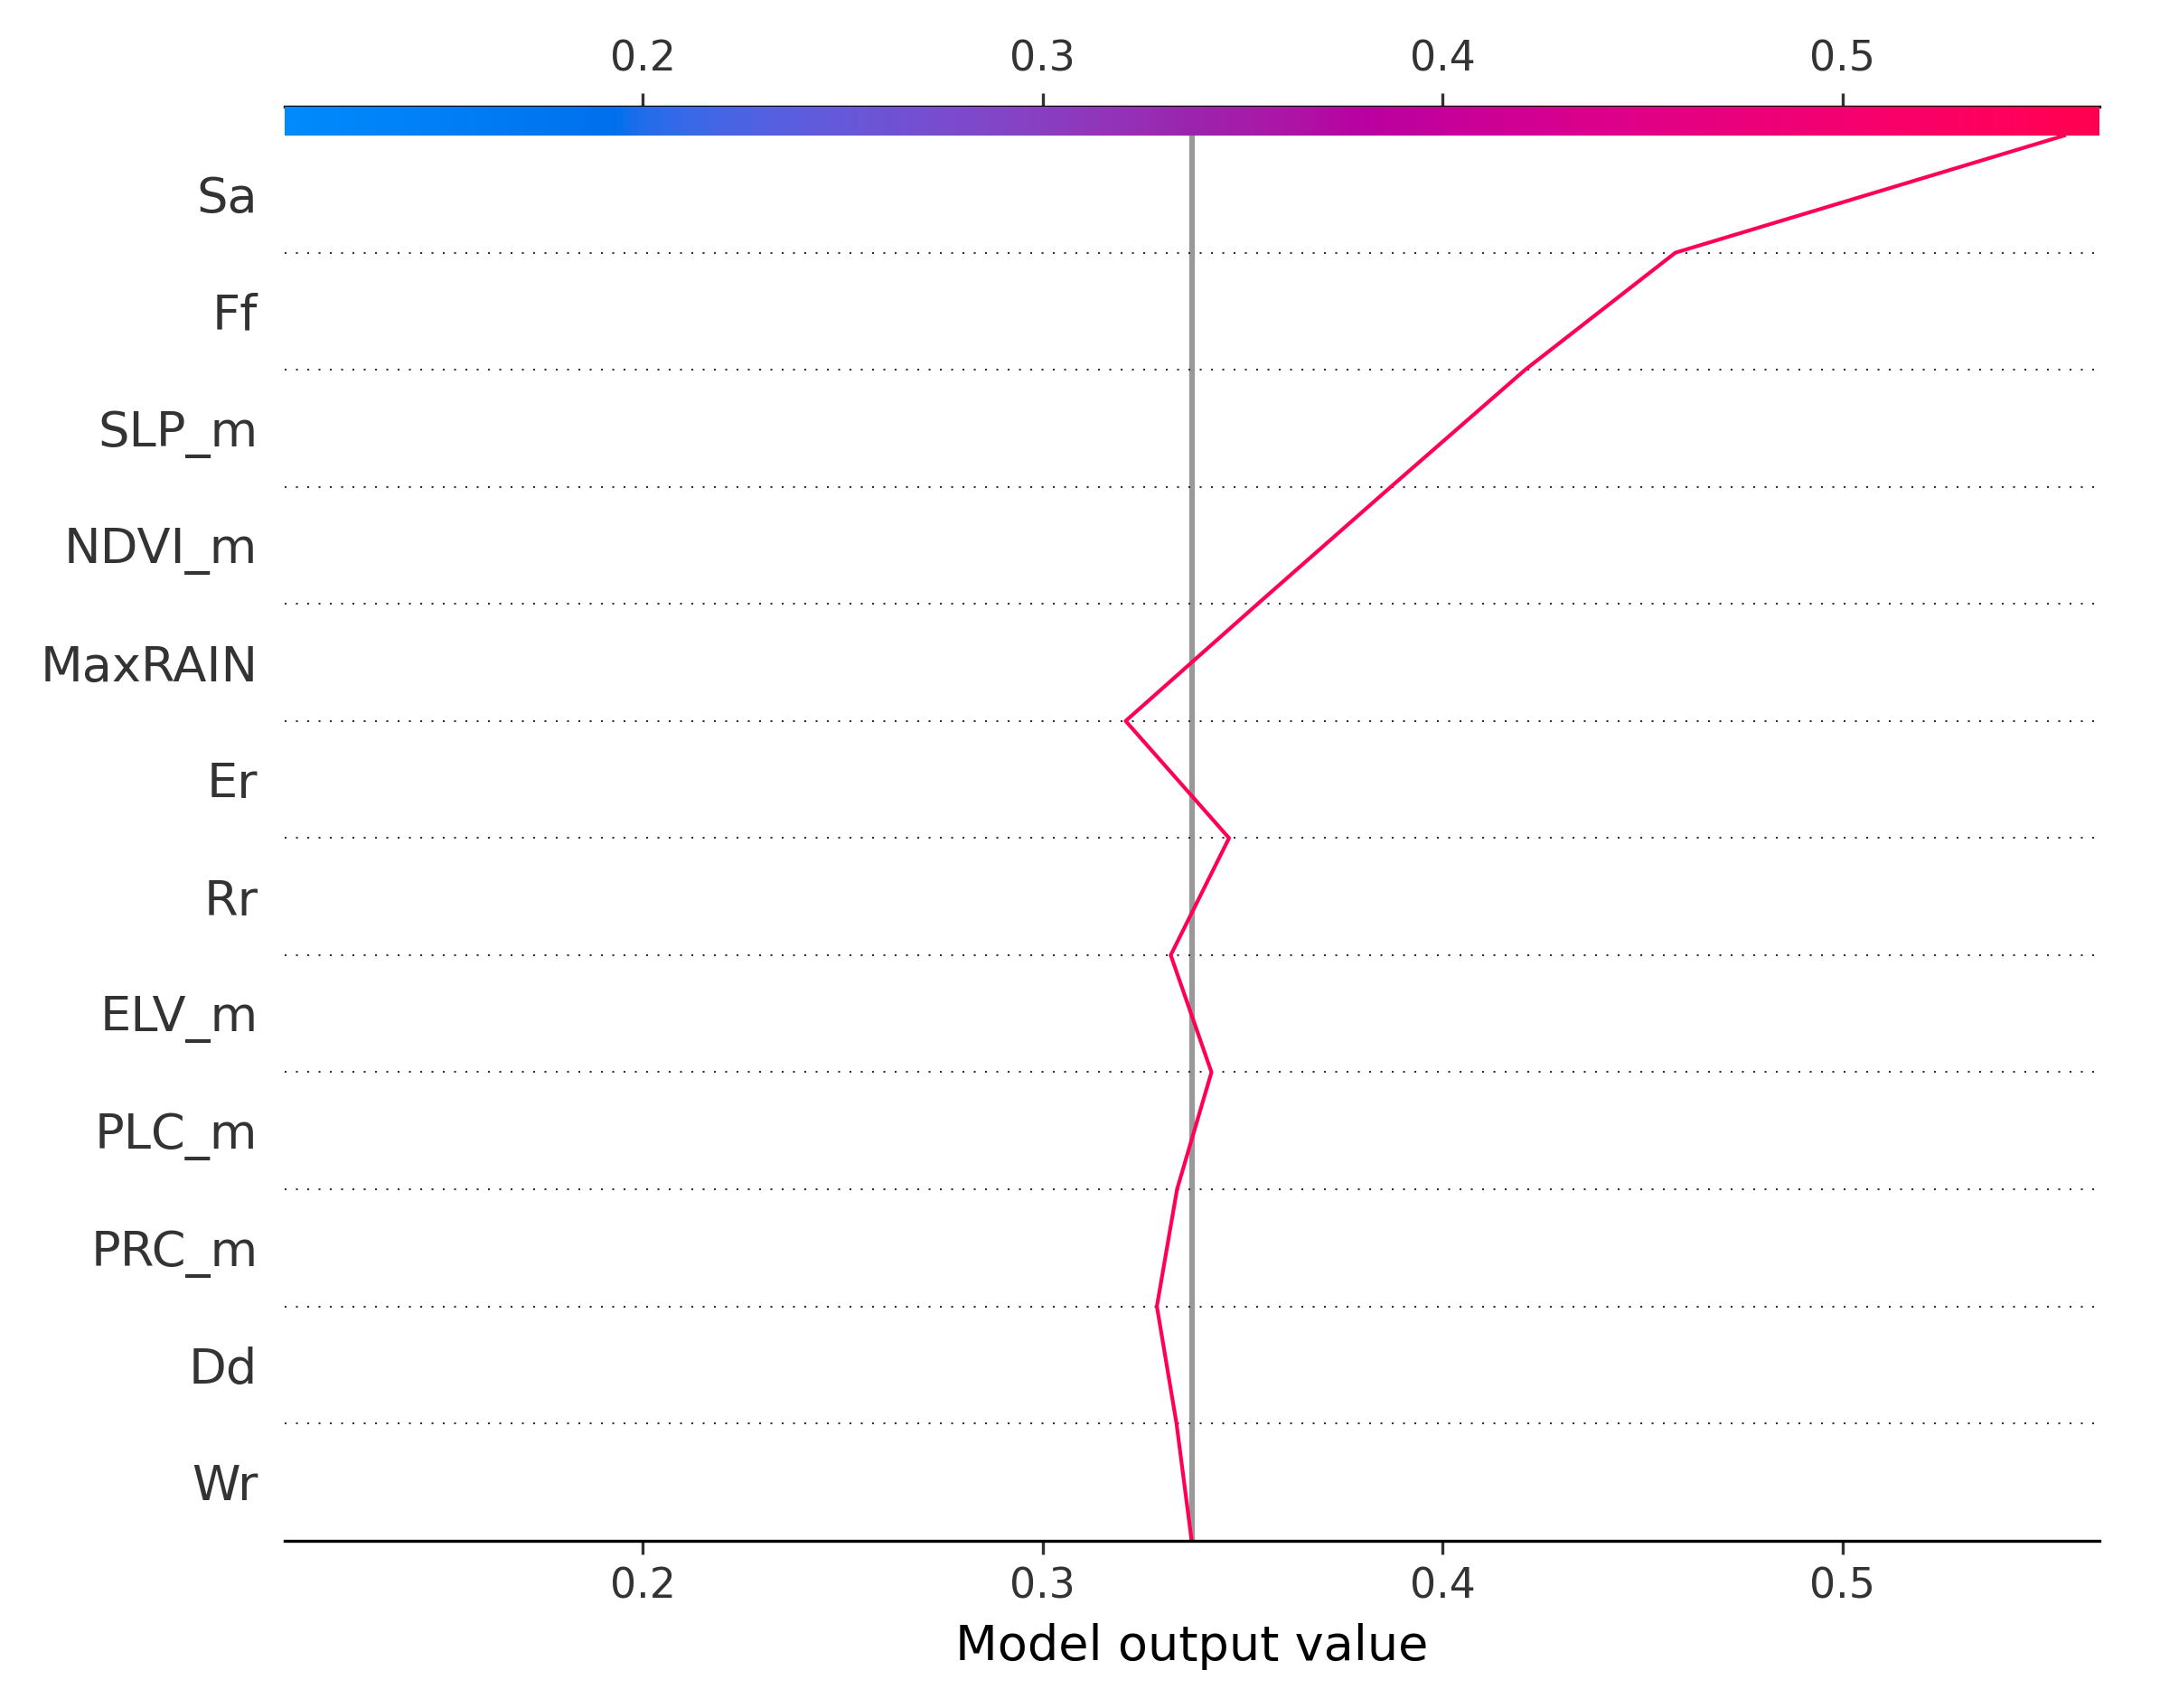 0.2 0.3 0.4 0.5
Sa
Ff
SLP_m
NDVI_m
MaxRAIN
Er
Rr
ELV_m
PLC_m
PRC_m
Dd
Wr
0.2 0.3 0.4 0.5
Model output value